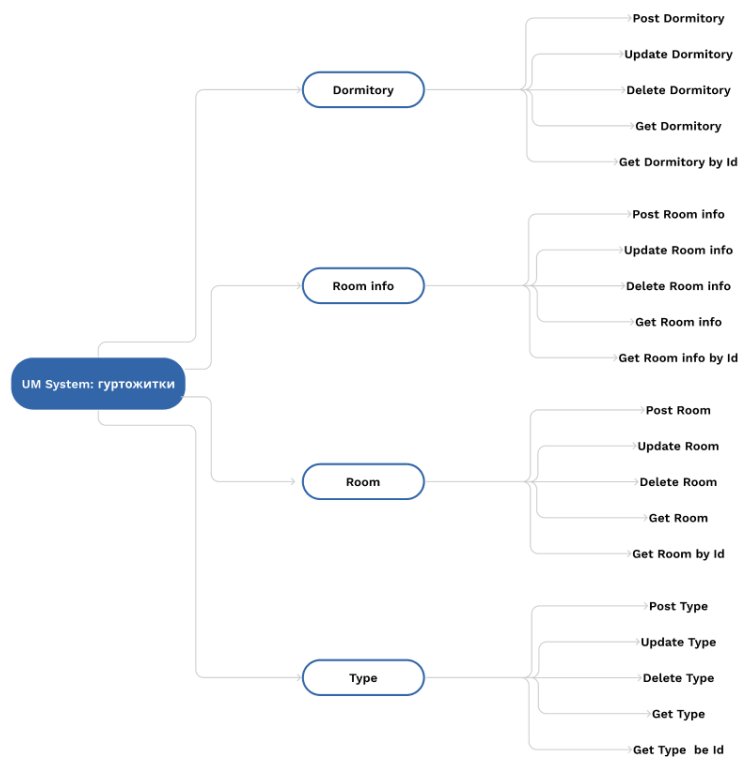 UM System: гуртожитки
Dormitory
Post Dormitory
Update Dormitory
Delete Dormitory
Get Dormitory
Get Dormitory by Id
Room info
Post Room info
Update Room info
Delete Room info
Get Room info
Get Room info by Id
Room
Post Room
Update Room
Delete Room
Get Room
Get Room by Id
Type
Post Type
Update Type
Delete Type
Get Type
Get Type  be Id